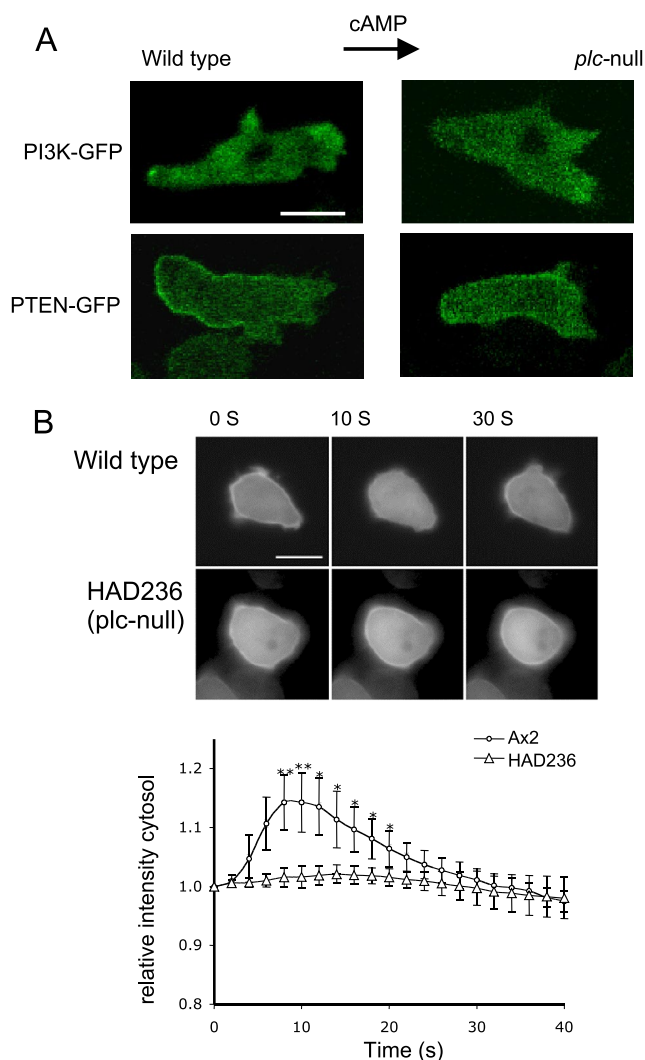 A
cAMP
Wild type
plc-null
PI3K-GFP
PTEN-GFP
B
0 S 10 S 30 S
Wild type
HAD236
(plc-null)
Ax2
HAD236
1.2
1.1
1.0
0.9
0.8
** ** * * * * *
relative intensity cytosol
0 10 20 30 40
Time (s)